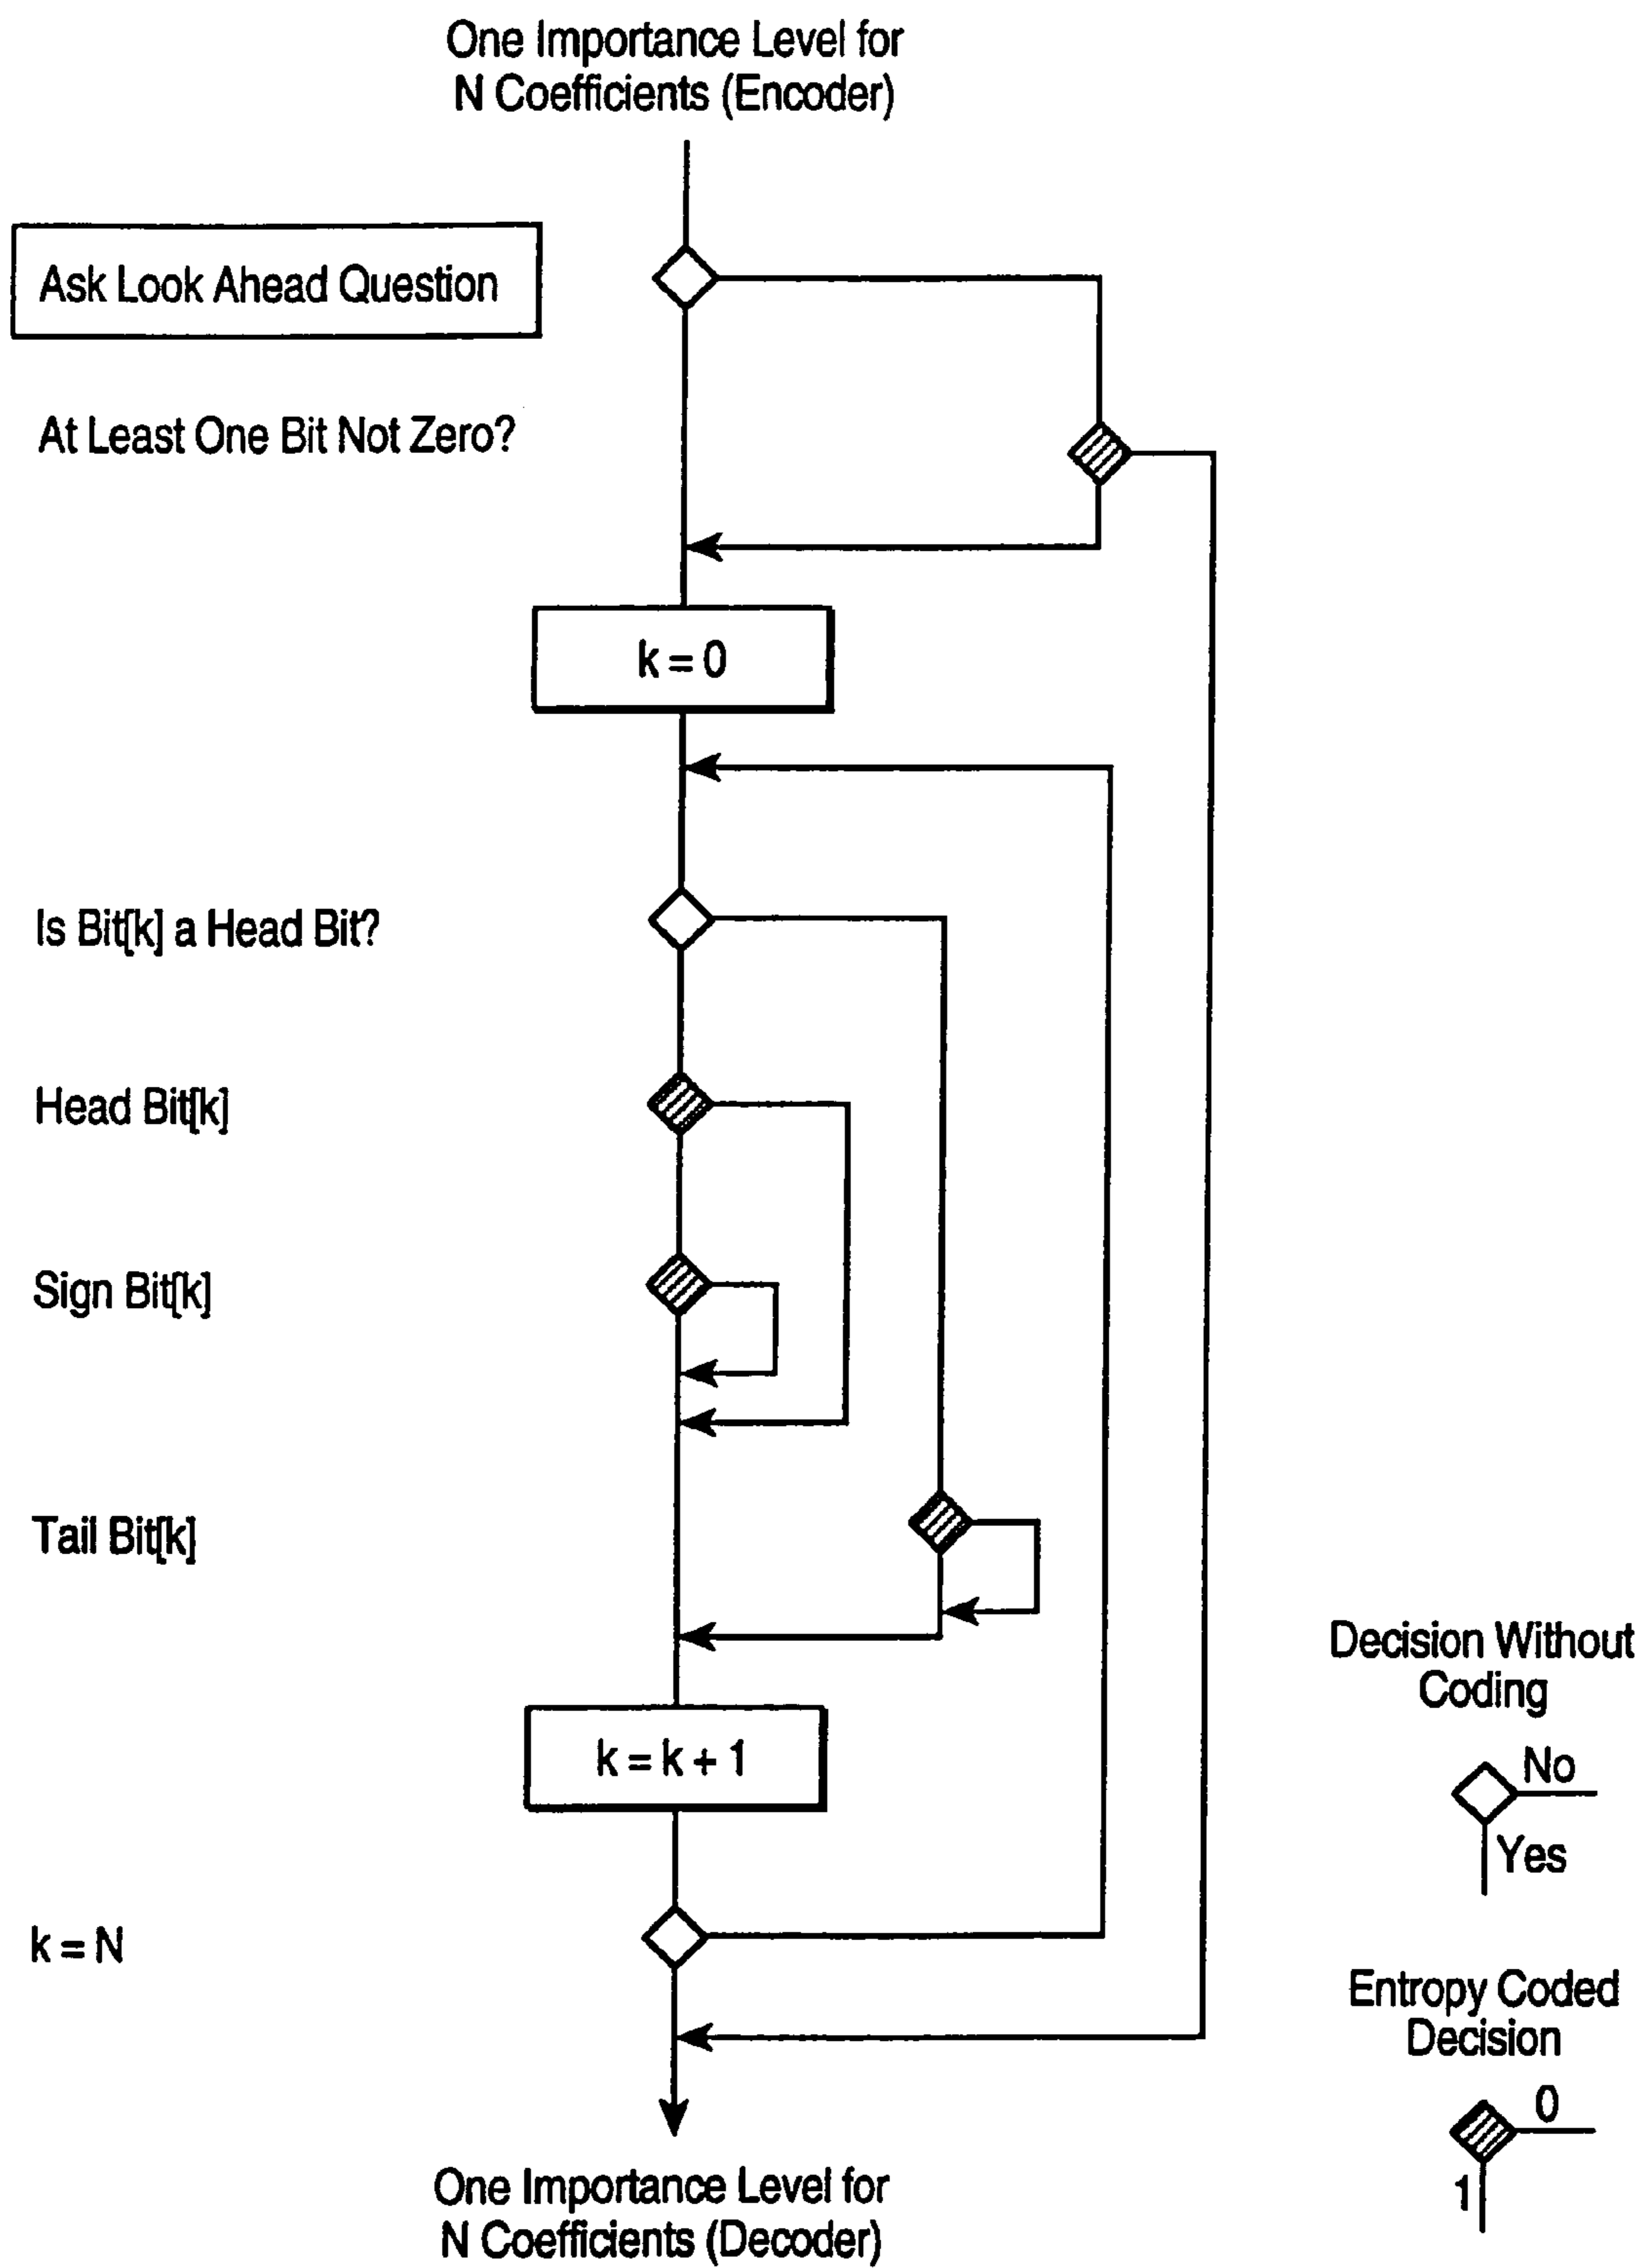 One Importance Level for
N Coefficients (Encoder)
Ask Look Ahead Question
At Least One Bit Not Zero?
k = 0
Is Bit[k] a Head Bit?
Head Bit[k]
Sign Bit[k]
Tail Bit[k]
k = k + 1
k = N
One Importance Level for
N Coefficients (Decoder)
Decision Without
Coding
No
Yes
Entropy Coded
Decision
0
1